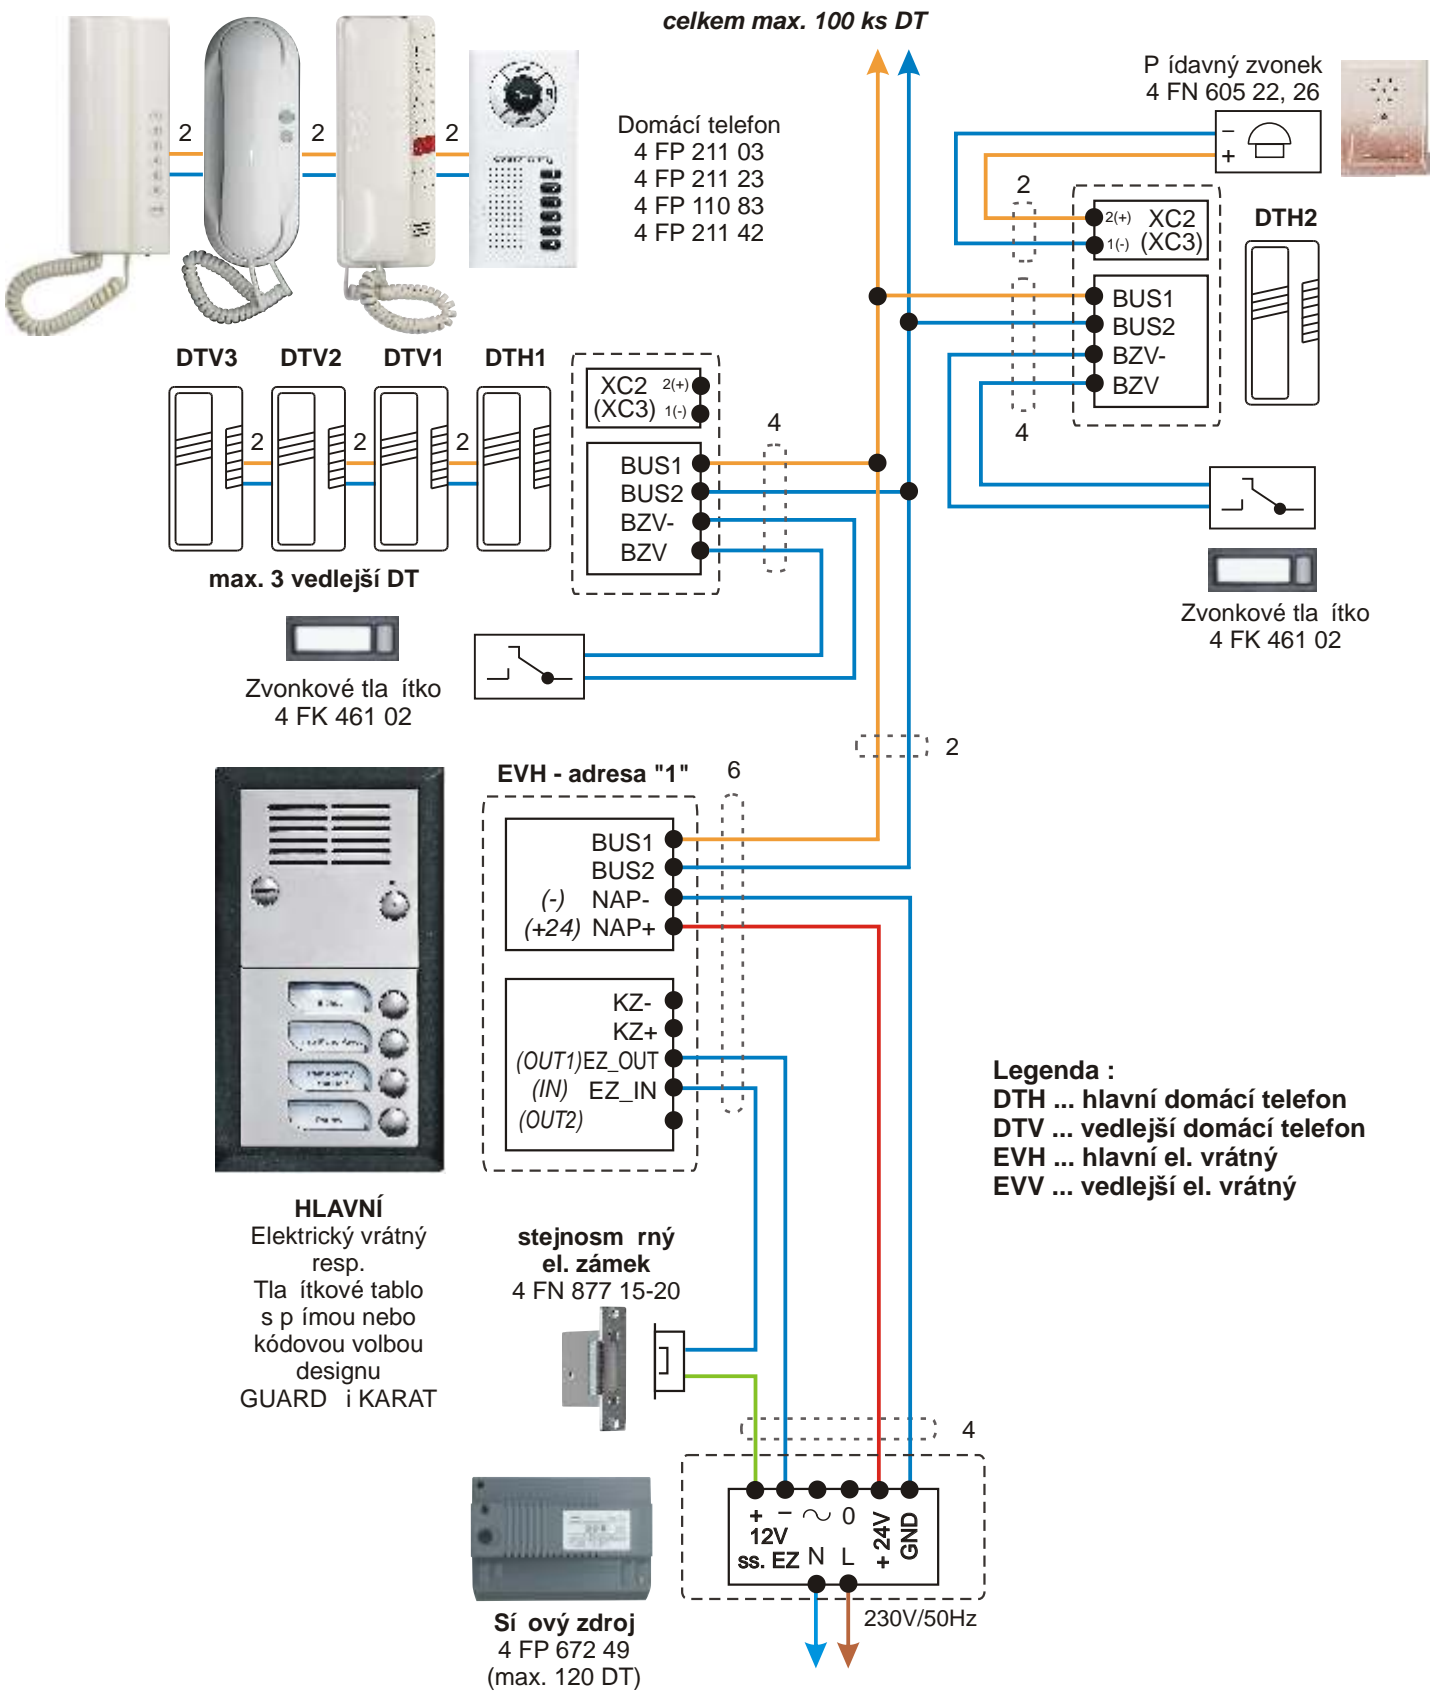 celkem max. 100 ks DT
P ídavný zvonek
4 FN 605 22, 26
2
2
2
Domácí telefon
4 FP 211 03
4 FP 211 23
4 FP 110 83
4 FP 211 42
–
+
2
2(+) XC2
1(-) (XC3)
DTH2
BUS1
BUS2
BZV-
BZV
4
DTV3
DTV2
DTV1
DTH1
2
2
2
XC2 2(+)
(XC3) 1(-)
4
BUS1
BUS2
BZV-
BZV
max. 3 vedlejší DT
Zvonkové tla ítko
4 FK 461 02
Zvonkové tla ítko
4 FK 461 02
2
EVH - adresa "1"
6
BUS1
BUS2
(-) NAP-
(+24) NAP+
KZ-
KZ+
(OUT1) EZ_OUT
(IN) EZ_IN
(OUT2)
Legenda :
DTH ... hlavní domácí telefon
DTV ... vedlejší domácí telefon
EVH ... hlavní el. vrátný
EVV ... vedlejší el. vrátný
HLAVNÍ
Elektrický vrátný
resp.
Tla ítkové tablo
s p ímou nebo
kódovou volbou
designu
GUARD i KARAT
stejnosm rný
el. zámek
4 FN 877 15-20
4
+ – 0
12V
ss. EZ N L
+ 24V
GND
230V/50Hz
Sí ový zdroj
4 FP 672 49
(max. 120 DT)